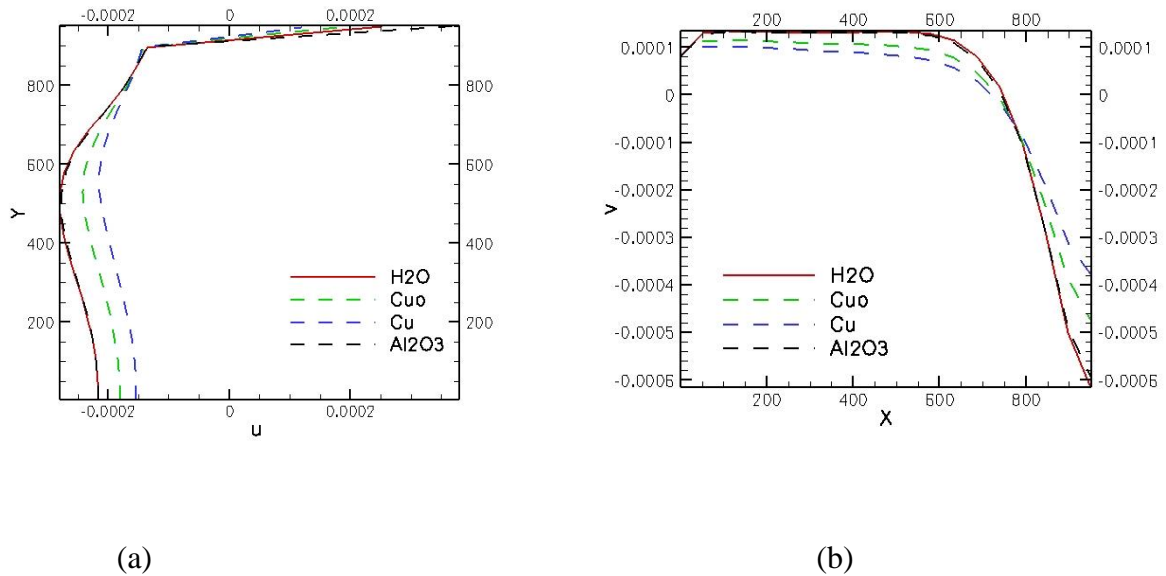 -0.0002 0 0.0002
800 800
600 600
400 400
200 200
Y
H2O
Cuo
Cu
Al2O3
-0.0002 0 0.0002
u
200 400 600 800
0.0001 0.0001
0 0
-0.0001 -0.0001
-0.0002 -0.0002
-0.0003 -0.0003
-0.0004 -0.0004
-0.0005 -0.0005
-0.0006 -0.0006
V
H2O
Cuo
Cu
Al2O3
200 400 600 800
X
(a) (b)